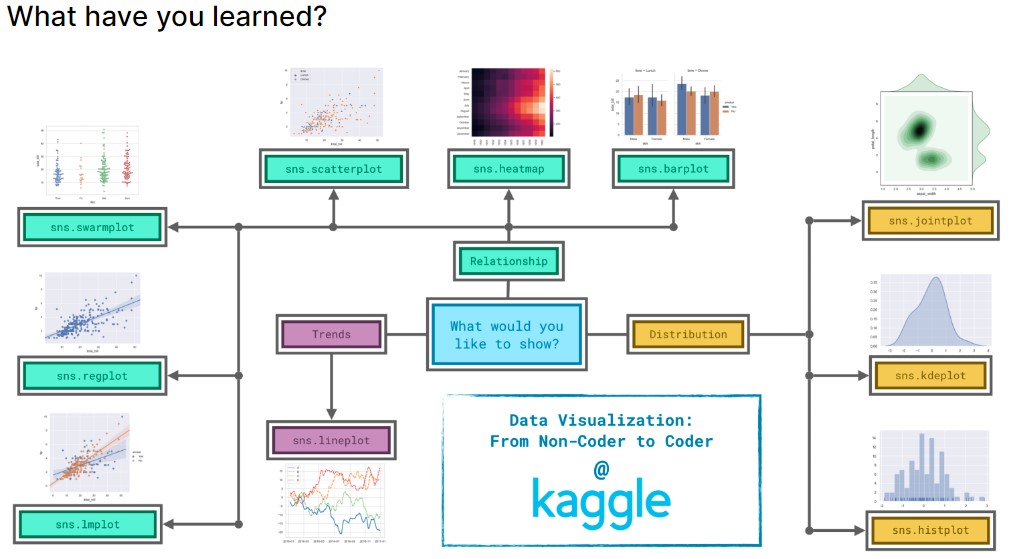 What have you learned?
sns.scatterplot
sns.heatmap
sns.barplot
sns.swarmplot
sns.jointplot
Relationship
Trends
What would you
like to show?
Distribution
sns.regplot
sns.kdeplot
sns.lineplot
Data Visualization:
From Non-Coder to Coder
@
kaggle
sns.lmplot
sns.histplot